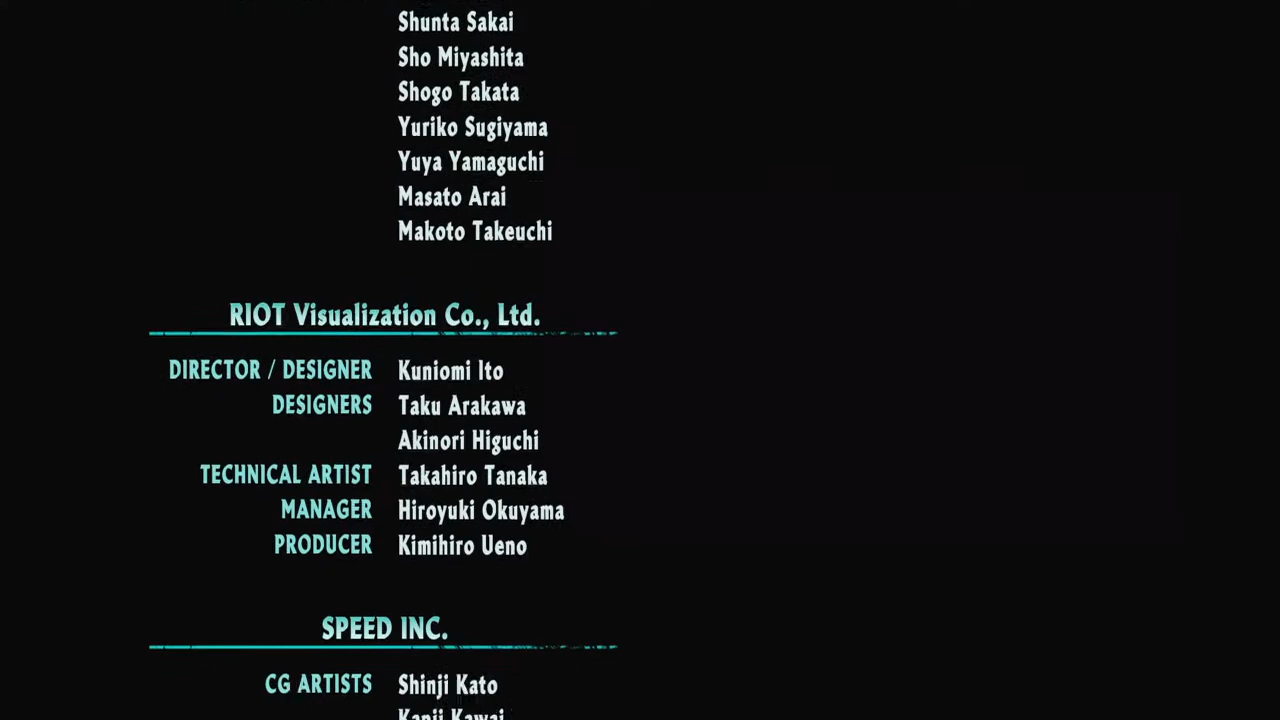 Shunta Sakai
Sho Miyashita
Shogo Takata
Yuriko Sugiyama
Yuya Yamaguchi
Masato Arai
Makoto Takeuchi
RIOT Visualization Co., Ltd.
DIRECTOR / DESIGNER Kuniomi Ito
DESIGNERS Taku Arakawa
Akinori Higuchi
TECHNICAL ARTIST Takahiro Tanaka
MANAGER Hiroyuki Okuyama
PRODUCER Kimihiro Ueno
SPEED INC.
CG ARTISTS Shinji Kato
Kawai